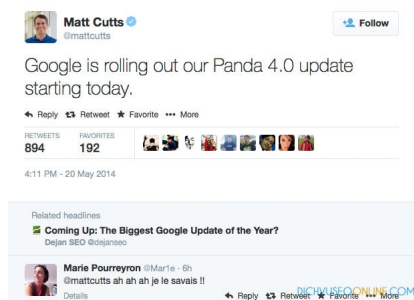 Matt Cutts
@mattcutts
Follow
Google is rolling out our Panda 4.0 update
starting today.
Reply Retweet Favorite More
RETWEETS FAVORITES
894 192
4:11 PM - 20 May 2014
Related headlines
Coming Up: The Biggest Google Update of the Year?
Dejan SEO @dejanseo
Marie Pourreyron @Mar1e · 6h
@mattcutts ah ah ah je le savais !!
Details Reply Retweet Favorite More
DICHVUSEOONLINE.COM